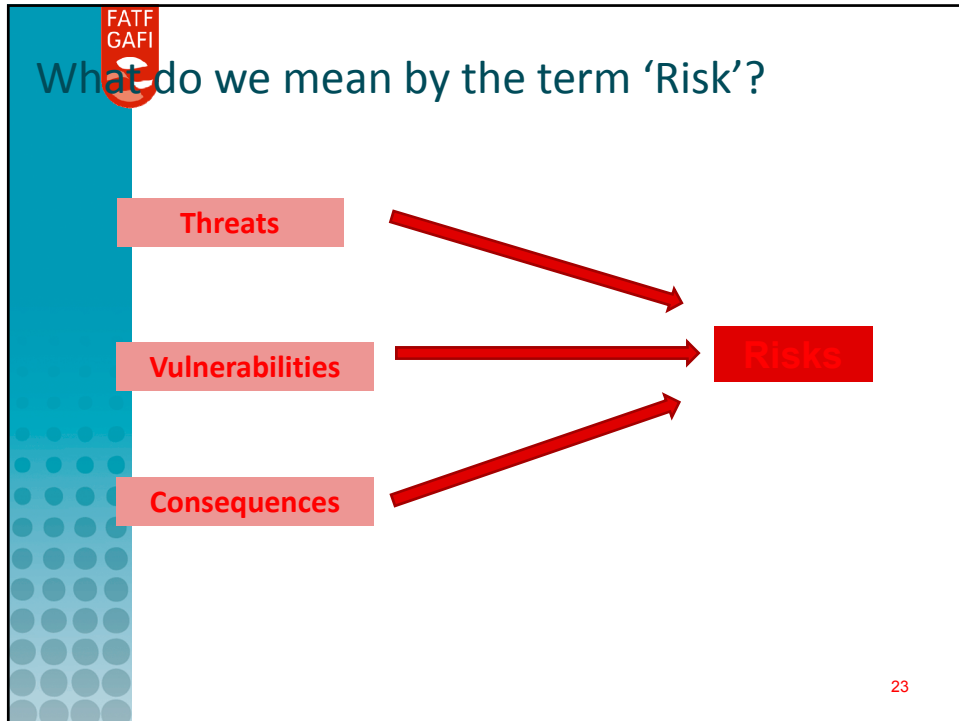 FATF
GAFI
What do we mean by the term ‘Risk’?
Threats
Vulnerabilities
Risks
Consequences
23